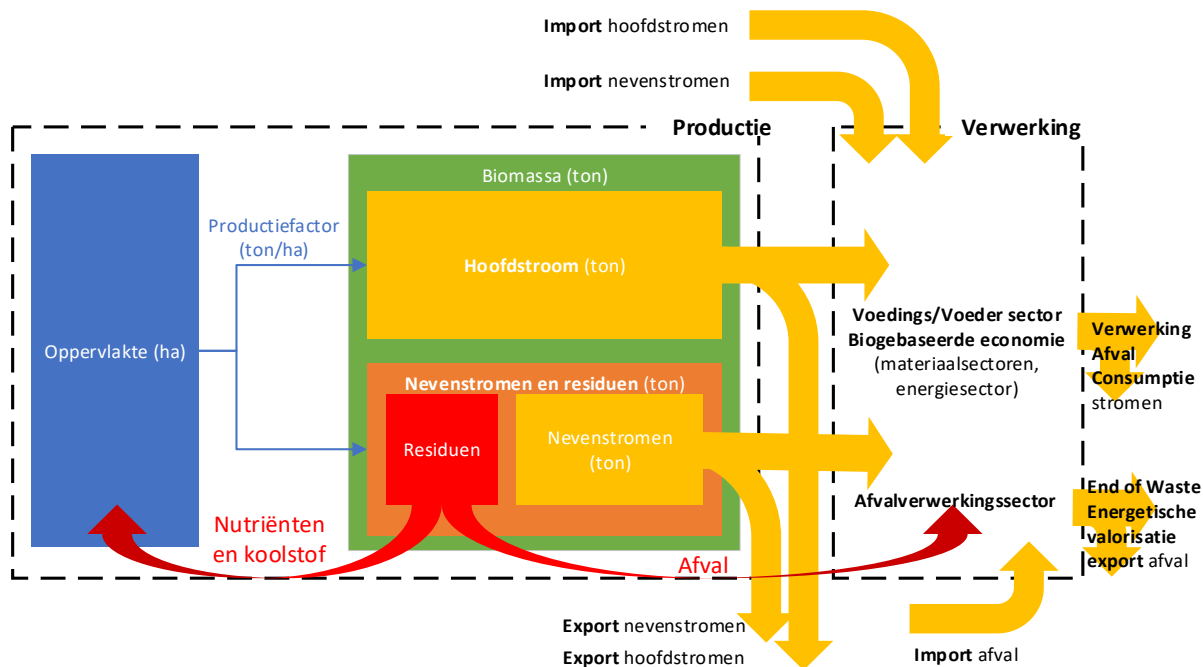 Import hoofdstromen
Import nevenstromen
Productie
Verwerking
Biomassa (ton)
Productiefactor
(ton/ha)
Hoofdstroom (ton)
Oppervlakte (ha)
Voedings/Voeder sector
Biogebaseerde economie
(materiaalsectoren,
energiesector)
Verwerking
Afval
Consumptie
stromen
Nevenstromen en residuen (ton)
Residuen
Nevenstromen
(ton)
Afvalverwerkingssector
End of Waste
Energetische
valorisatie
export afval
Nutriënten
en koolstof
Afval
Export nevenstromen
Export hoofdstromen
Import afval